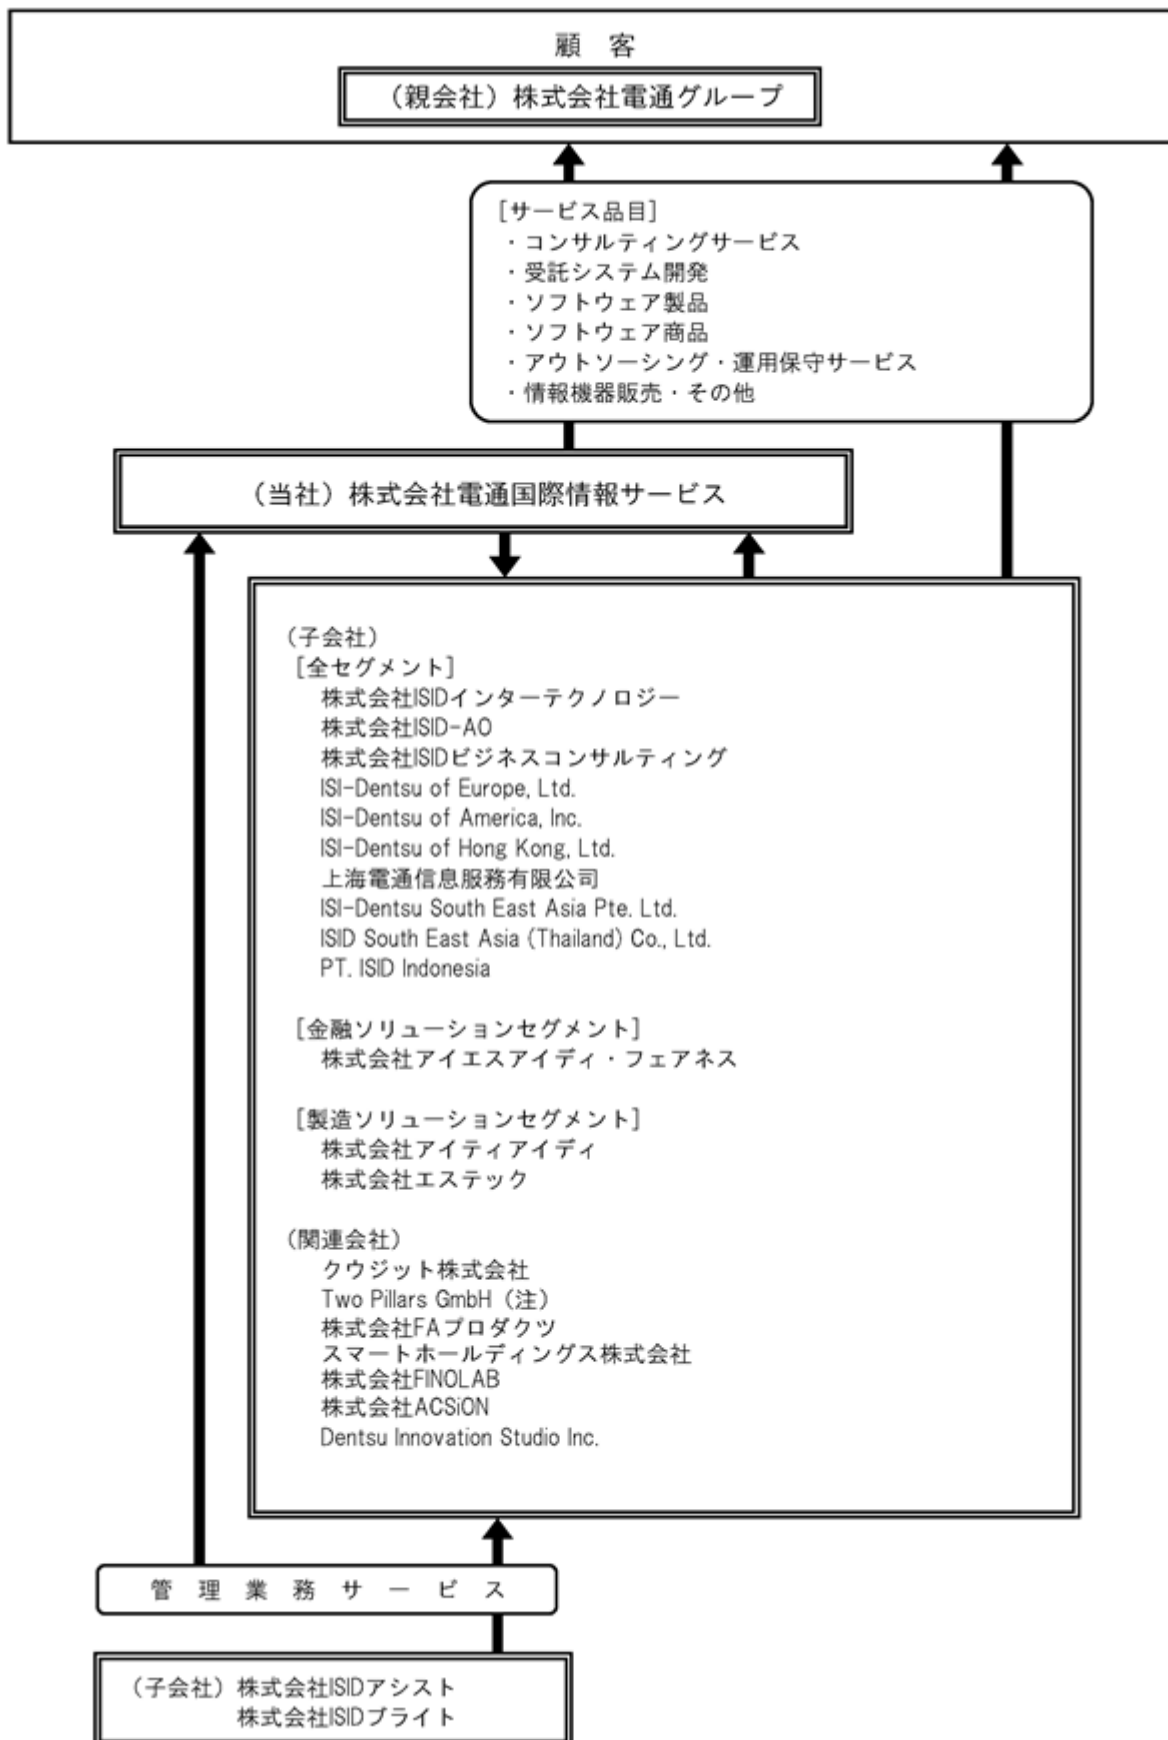 顧 客
（親会社）株式会社電通グループ
[サービス品目]
・コンサルティングサービス
・受託システム開発
・ソフトウェア製品
・ソフトウェア商品
・アウトソーシング・運用保守サービス
・情報機器販売・その他
（当社）株式会社電通国際情報サービス
（子会社）
[全セグメント]
株式会社ISIDインターテクノロジー
株式会社ISID-AO
株式会社ISIDビジネスコンサルティング
ISI-Dentsu of Europe, Ltd.
ISI-Dentsu of America, Inc.
ISI-Dentsu of Hong Kong, Ltd.
上海電通信息服務有限公司
ISI-Dentsu South East Asia Pte. Ltd.
ISID South East Asia (Thailand) Co., Ltd.
PT. ISID Indonesia
[金融ソリューションセグメント]
株式会社アイエスアイディ・フェアネス
[製造ソリューションセグメント]
株式会社アイティアイディ
株式会社エステック
（関連会社）
クウジット株式会社
Two Pillars GmbH（注）
株式会社FAプロダクツ
スマートホールディングス株式会社
株式会社FINOLAB
株式会社ACSiON
Dentsu Innovation Studio Inc.
管 理 業 務 サ ー ビ ス
（子会社）株式会社ISIDアシスト
株式会社ISIDブライト